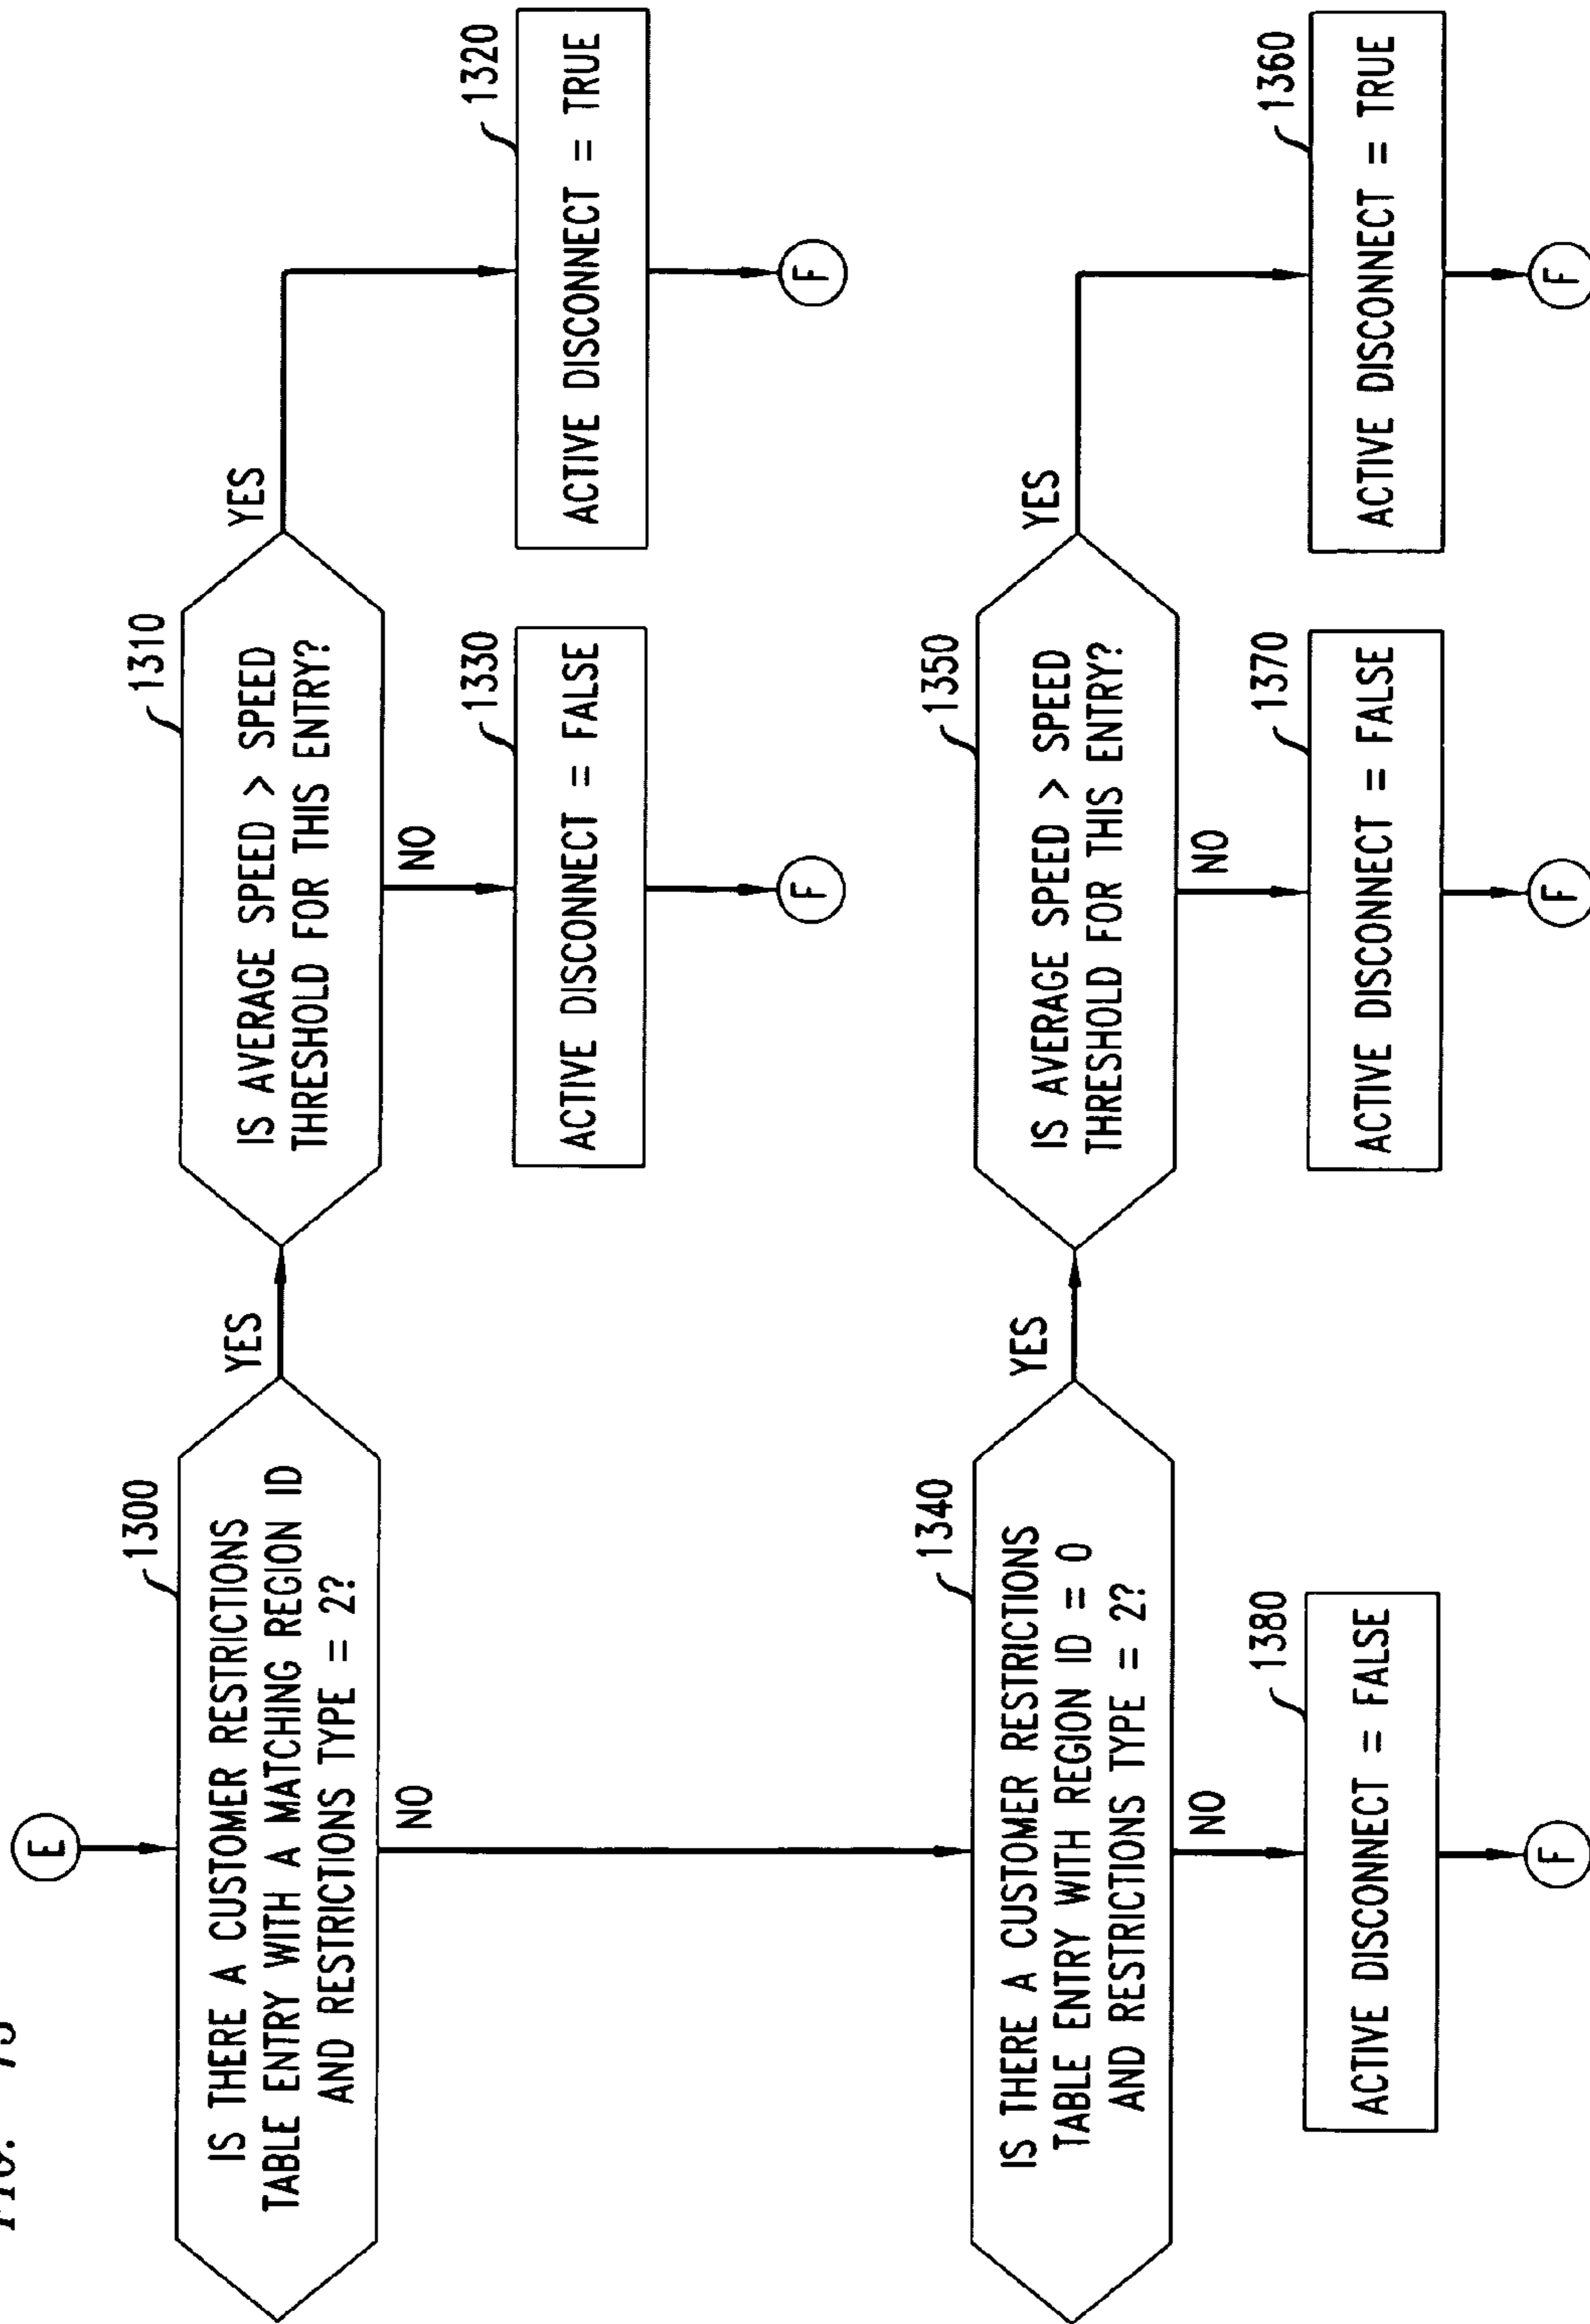 FIG. 13
E
1300
IS THERE A CUSTOMER RESTRICTIONS
TABLE ENTRY WITH A MATCHING REGION ID
AND RESTRICTIONS TYPE = 2?
YES
NO
1310
IS AVERAGE SPEED > SPEED
THRESHOLD FOR THIS ENTRY?
YES
NO
1320
ACTIVE DISCONNECT = TRUE
F
1330
ACTIVE DISCONNECT = FALSE
F
1340
IS THERE A CUSTOMER RESTRICTIONS
TABLE ENTRY WITH REGION ID = 0
AND RESTRICTIONS TYPE = 2?
YES
NO
1350
IS AVERAGE SPEED > SPEED
THRESHOLD FOR THIS ENTRY?
YES
NO
1360
ACTIVE DISCONNECT = TRUE
F
1370
ACTIVE DISCONNECT = FALSE
F
1380
ACTIVE DISCONNECT = FALSE
F